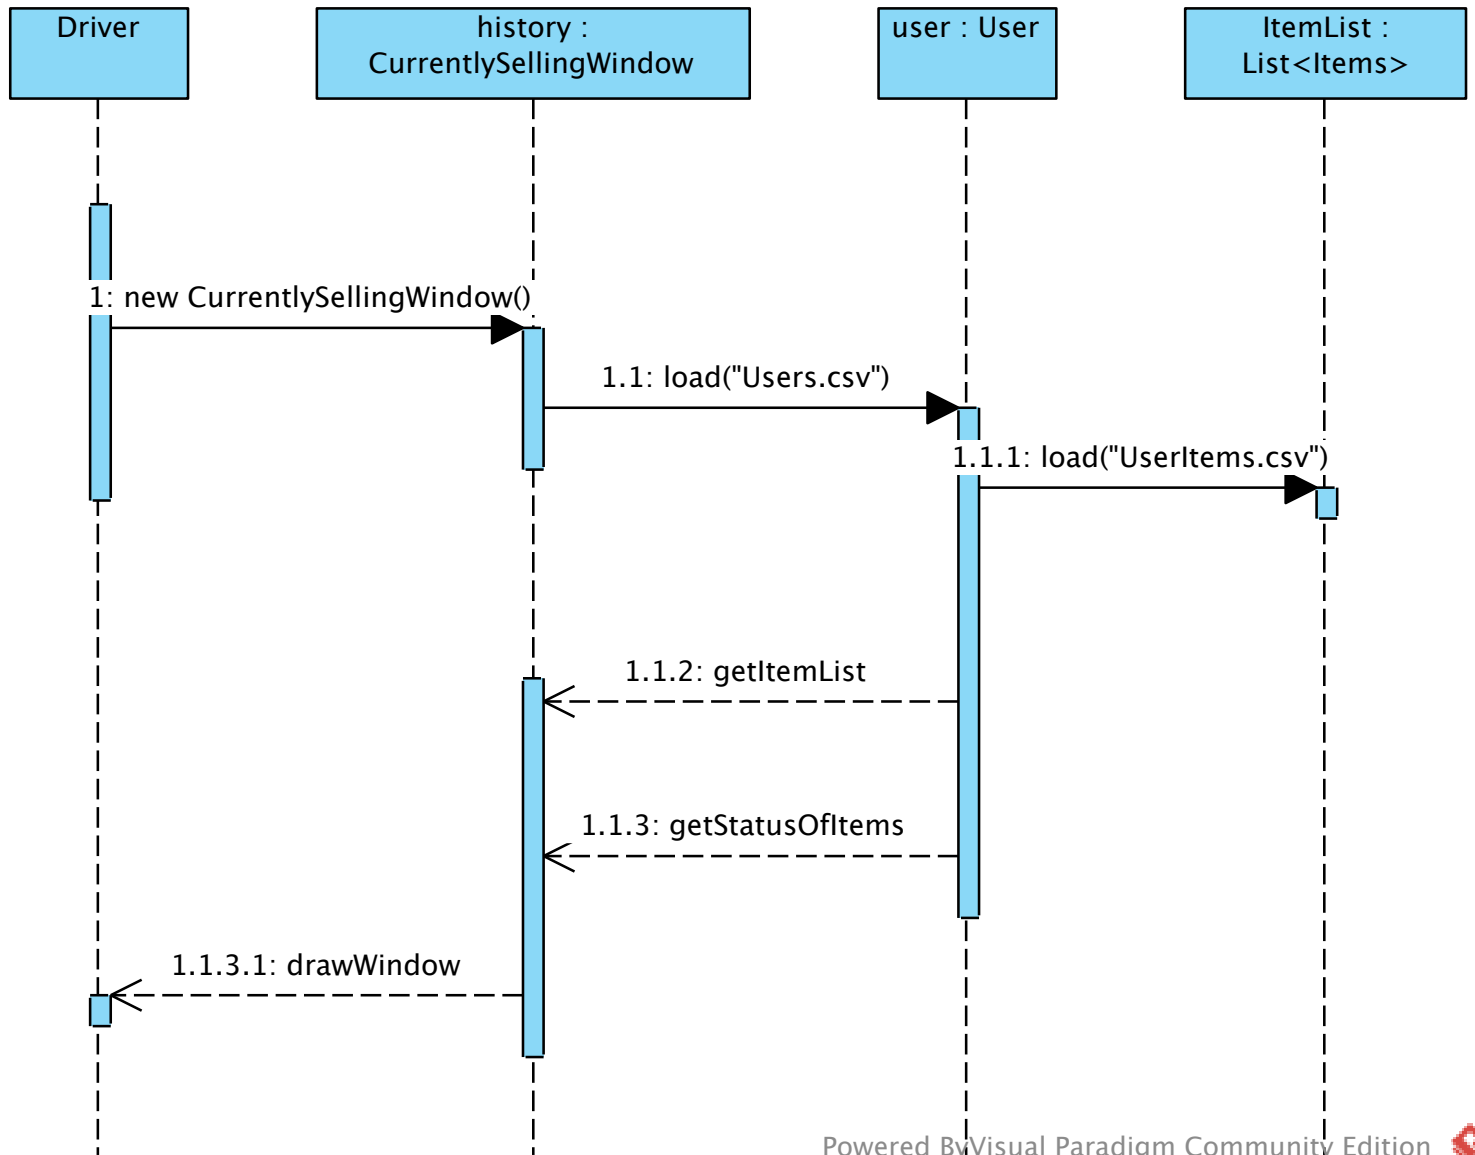 Driver
history :
CurrentlySellingWindow
user : User
ItemList :
List<Items>
1: new CurrentlySellingWindow()
1.1: load("Users.csv")
1.1.1: load("UserItems.csv")
1.1.2: getItemList
1.1.3: getStatusOfItems
1.1.3.1: drawWindow
Powered ByVisual Paradigm Community Edition